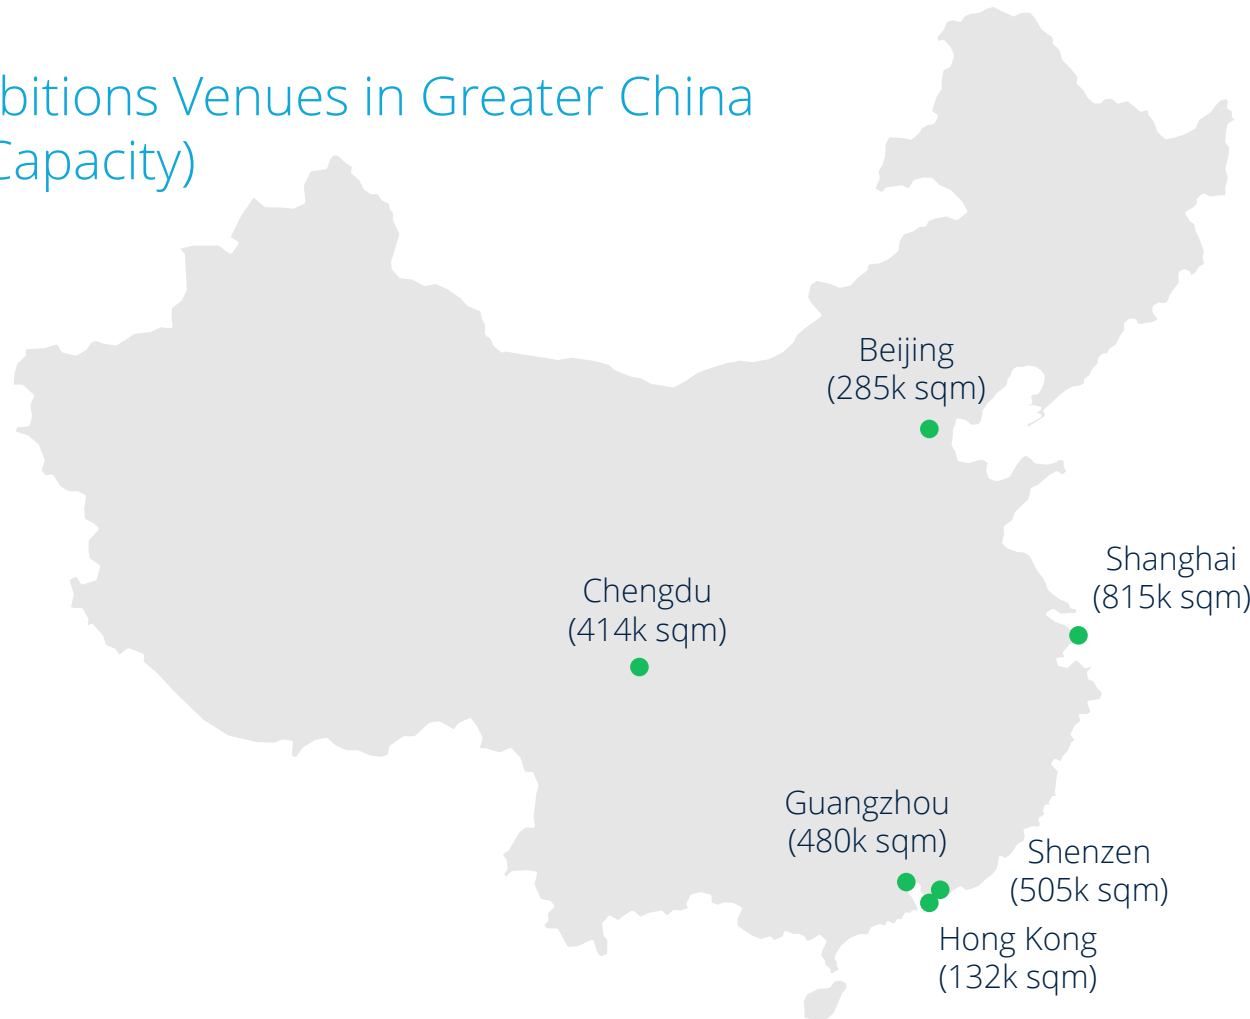 bitions Venues in Greater China
Capacity)
Beijing
(285k sqm)
Shanghai
(815k sqm)
Chengdu
(414k sqm)
Guangzhou
(480k sqm)
Shenzen
(505k sqm)
Hong Kong
(132k sqm)